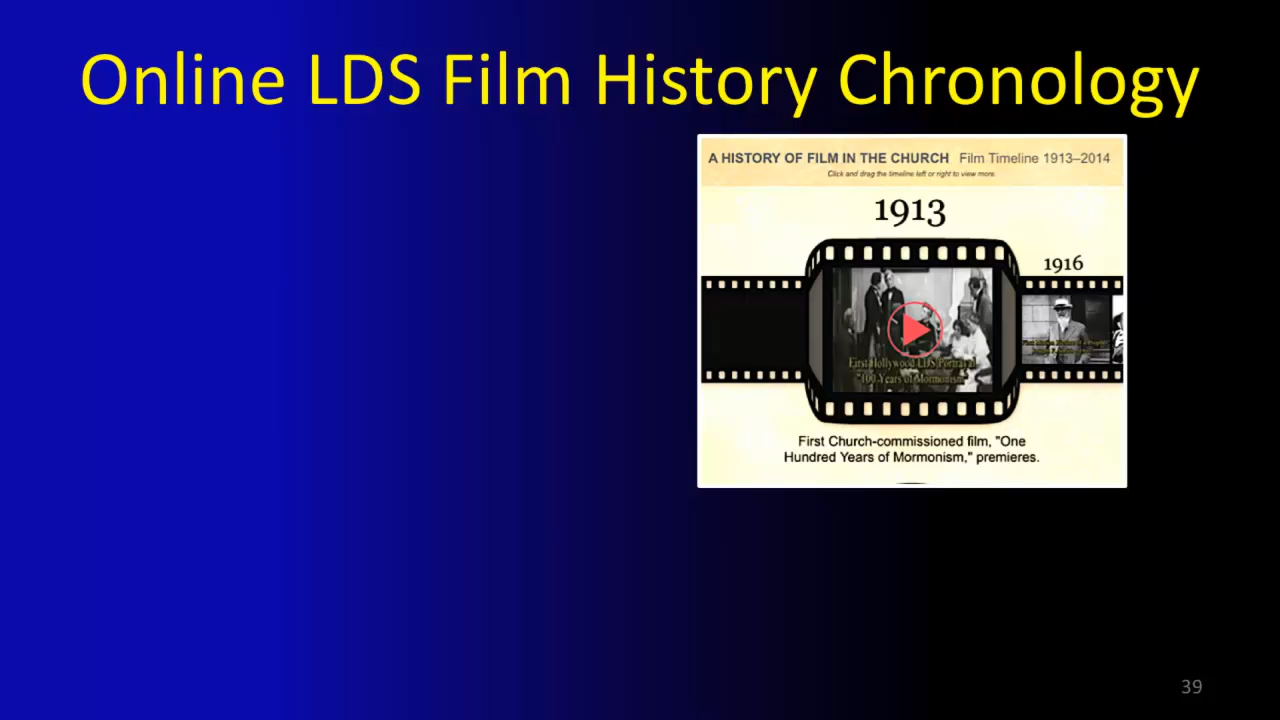 Online LDS Film History Chronology
A HISTORY OF FILM IN THE CHURCH Film Timeline 1913–2014
Click and drag the timeline left or right to view more.
1913
1916
First Hollywood LDS Portrayal
"100 Years of Mormonism"
First Church-commissioned film, "One
Hundred Years of Mormonism," premieres.
39